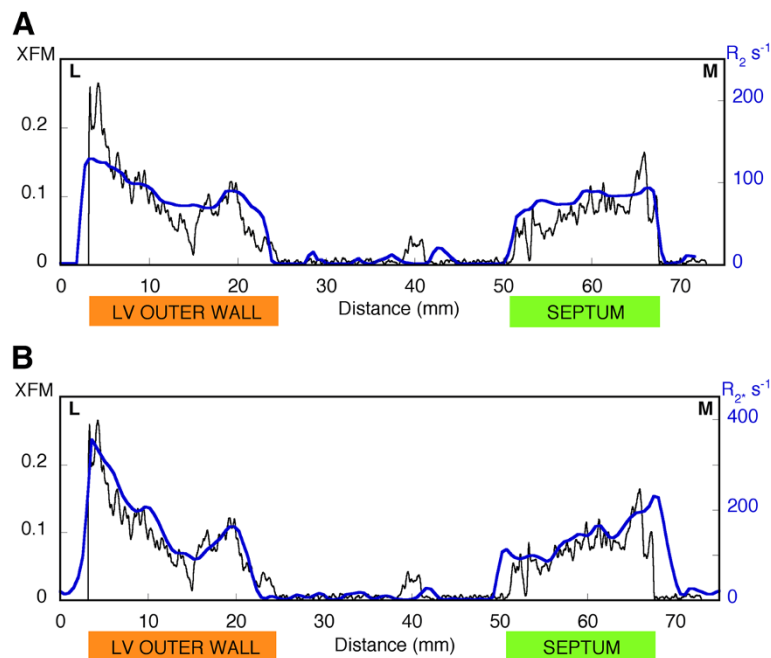 A
XFM
R2 s-1
L
M
200
0.2
0.1
100
0
0
0 10 20 30 40 50 60 70
Distance (mm)
LV OUTER WALL
SEPTUM
B
XFM
R2* s-1
L
M
400
0.2
200
0.1
0
0
0 10 20 30 40 50 60 70
Distance (mm)
LV OUTER WALL
SEPTUM